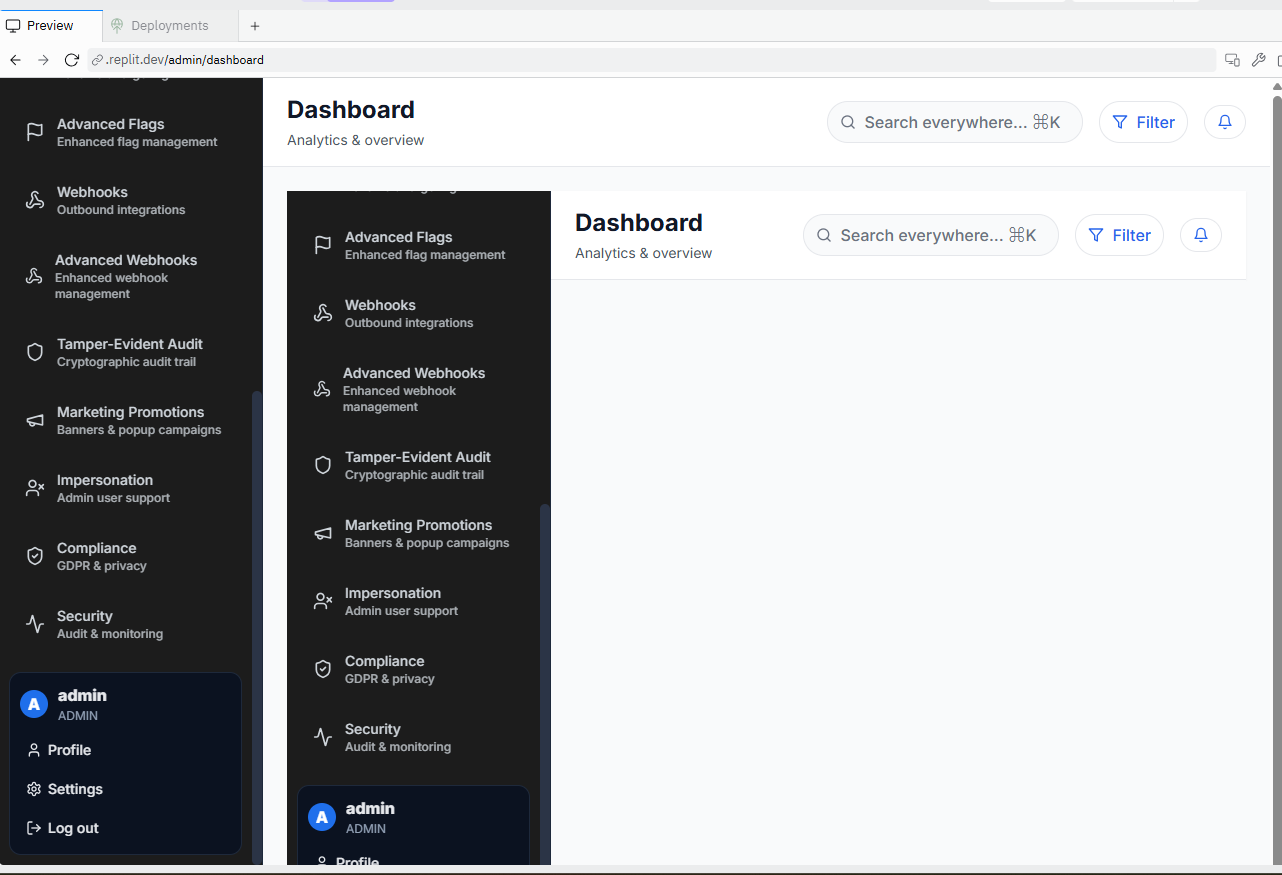 Preview
Deployments
.replit.dev/admin/dashboard
Advanced Flags
Enhanced flag management
Webhooks
Outbound integrations
Advanced Webhooks
Enhanced webhook
management
Tamper-Evident Audit
Cryptographic audit trail
Marketing Promotions
Banners & popup campaigns
Impersonation
Admin user support
Compliance
GDPR & privacy
Security
Audit & monitoring
A
admin
ADMIN
Profile
Settings
Log out
Dashboard
Analytics & overview
Search everywhere... ⌘K
Filter
Advanced Flags
Enhanced flag management
Webhooks
Outbound integrations
Advanced Webhooks
Enhanced webhook
management
Tamper-Evident Audit
Cryptographic audit trail
Marketing Promotions
Banners & popup campaigns
Impersonation
Admin user support
Compliance
GDPR & privacy
Security
Audit & monitoring
A
admin
ADMIN
Profile
Dashboard
Analytics & overview
Search everywhere... ⌘K
Filter